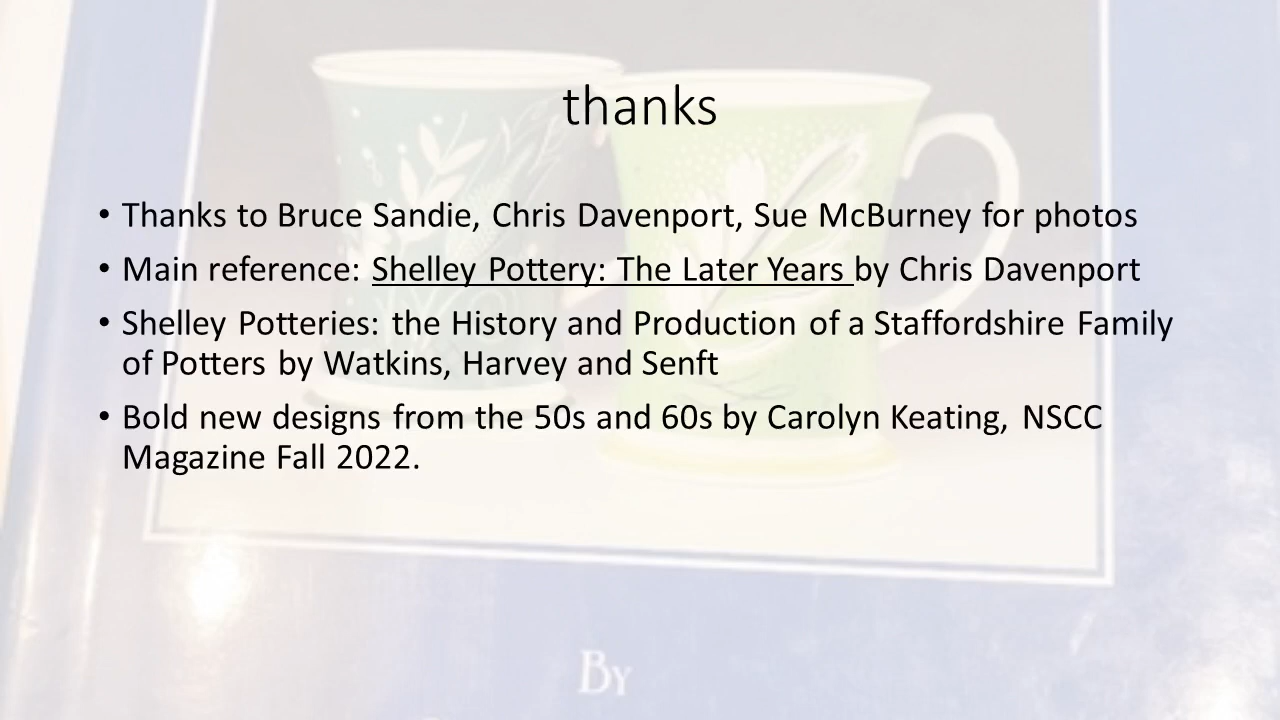 thanks
• Thanks to Bruce Sandie, Chris Davenport, Sue McBurney for photos
• Main reference: Shelley Pottery: The Later Years by Chris Davenport
• Shelley Potteries: the History and Production of a Staffordshire Family
of Potters by Watkins, Harvey and Senft
• Bold new designs from the 50s and 60s by Carolyn Keating, NSCC
Magazine Fall 2022.
By